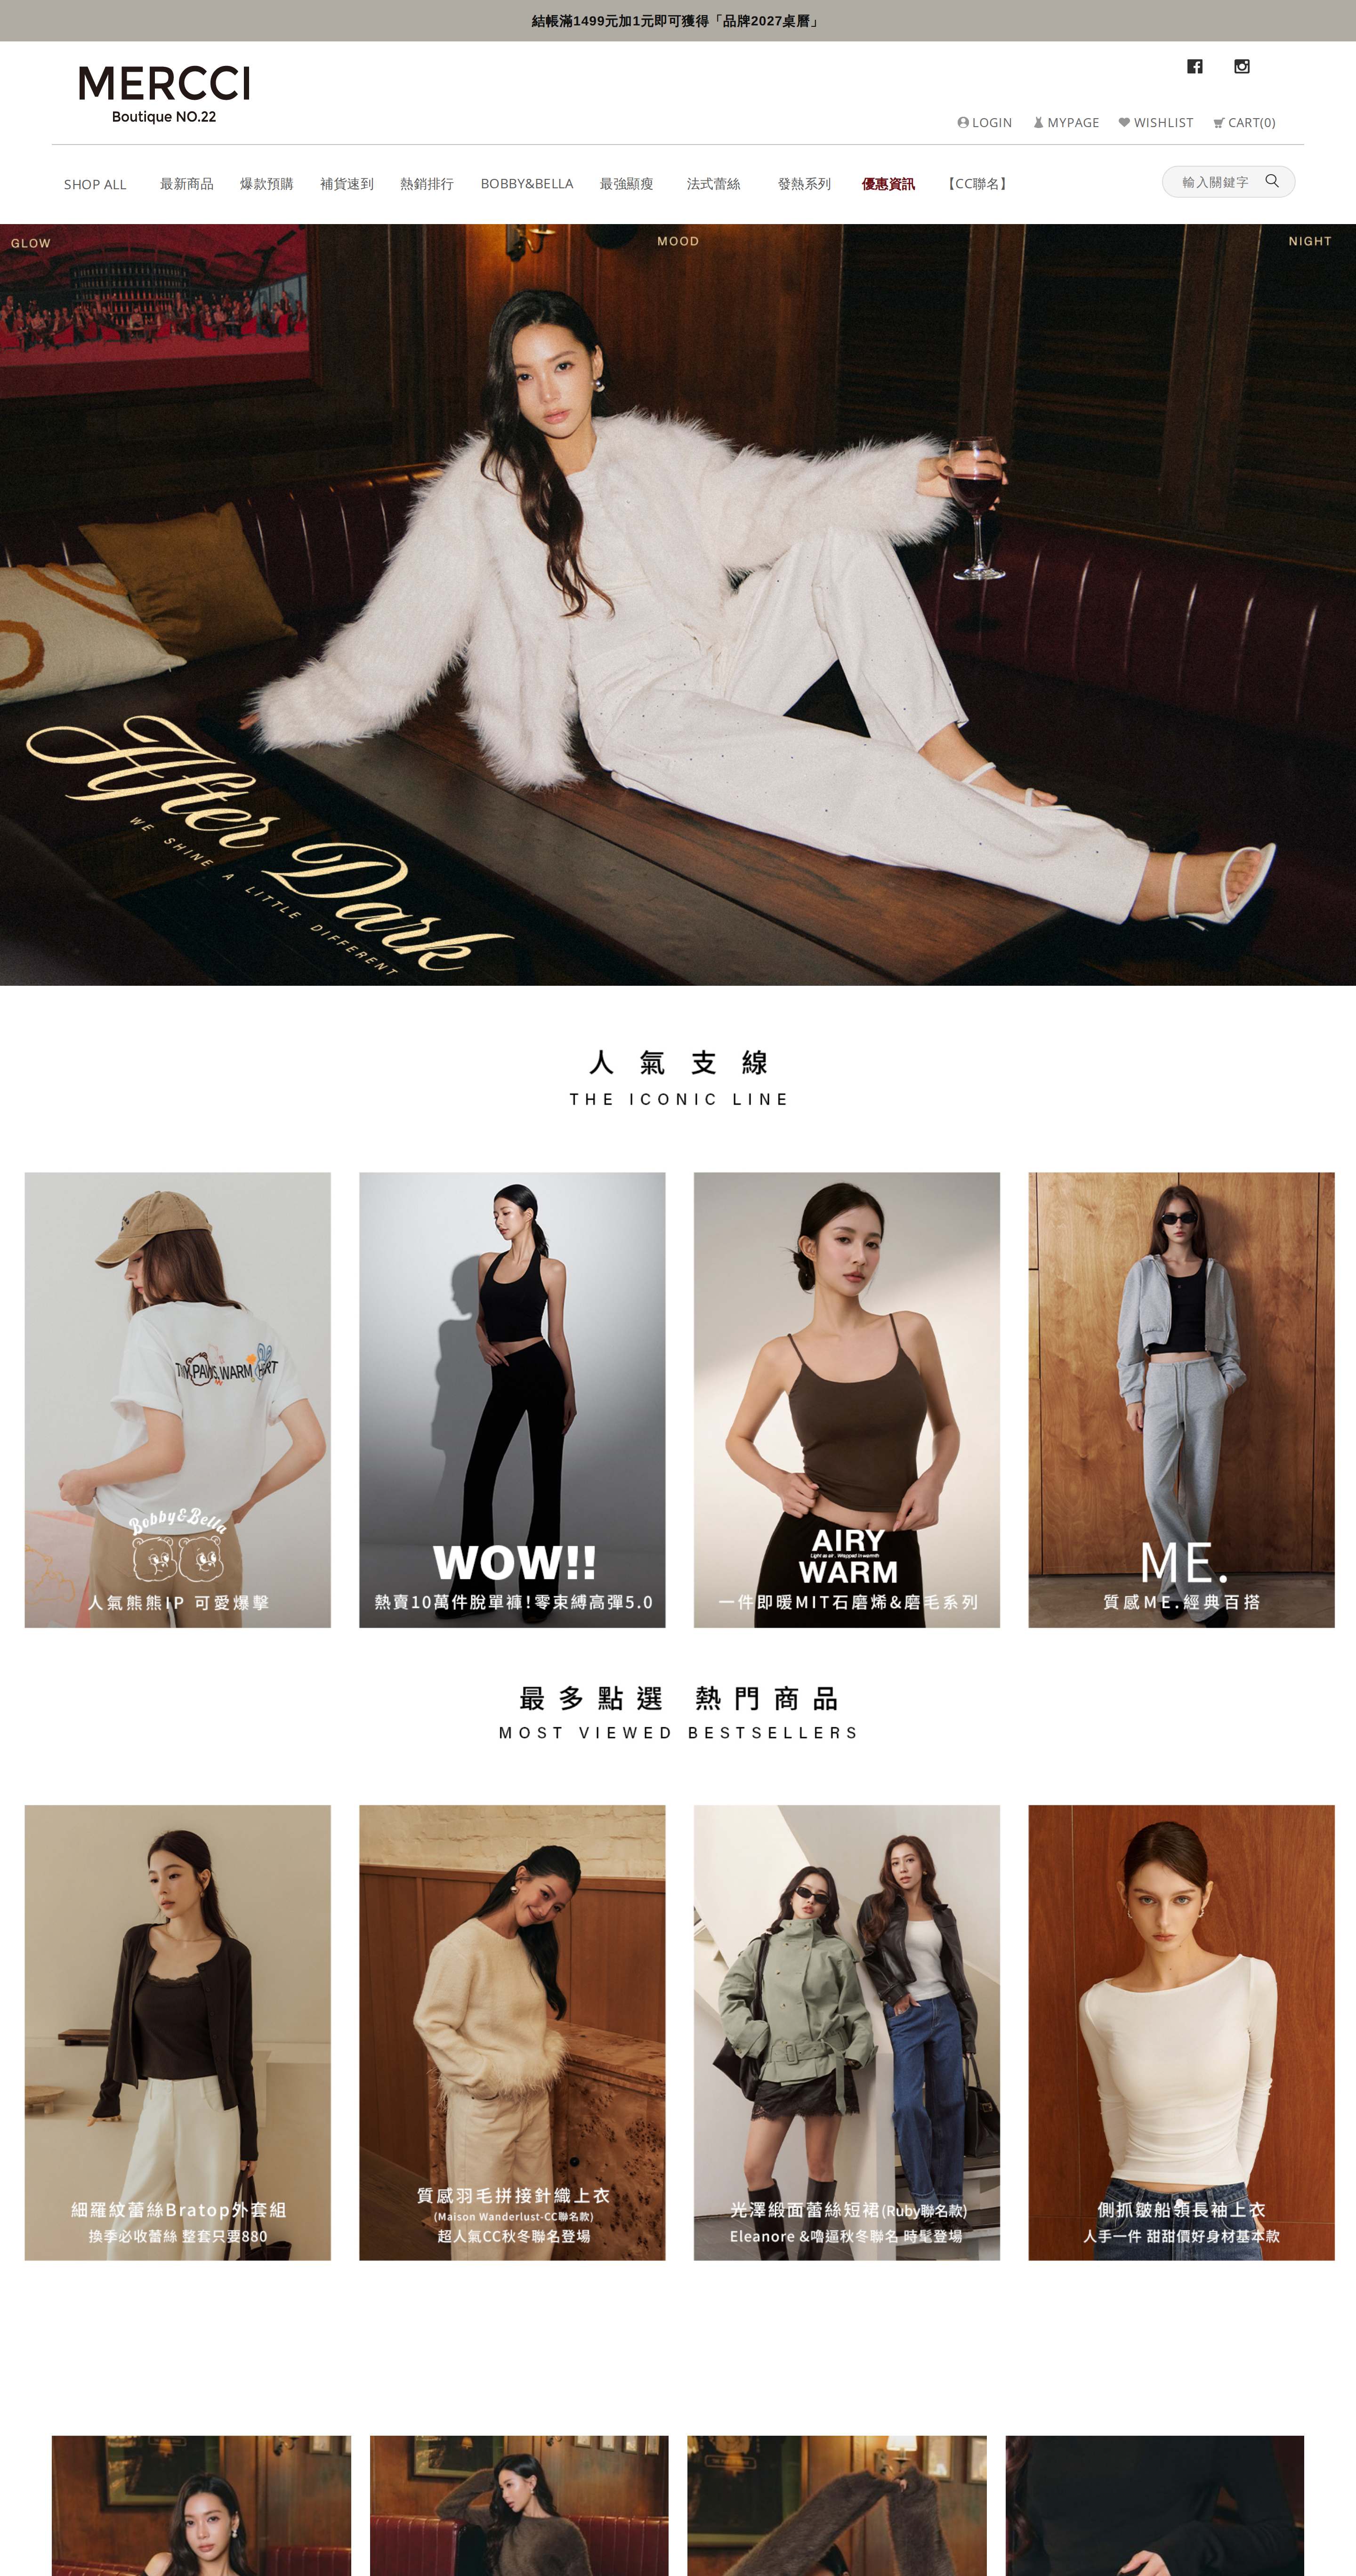 結帳滿1499元加1元即可獲得「品牌2027桌曆」
MERCCI
Boutique NO.22
LOGIN MYPAGE WISHLIST CART(0)
SHOP ALL 最新商品 爆款預購 補貨速到 熱銷排行 BOBBY&BELLA 最強顯瘦 法式蕾絲 發熱系列 優惠資訊 【CC聯名】 輸入關鍵字
GLOW MOOD NIGHT
After Dark
WE SHINE A LITTLE DIFFERENT
人氣支線
THE ICONIC LINE
TINY PAWS, WARM HEART
Bobby&Bella
人氣熊熊IP 可愛爆擊
WOW!!
熱賣10萬件脫單褲!零束縛高彈5.0
AIRY
Light as air . Wrapped in warmth
WARM
一件即暖MIT石磨烯&磨毛系列
ME.
質感ME.經典百搭
最多點選 熱門商品
MOST VIEWED BESTSELLERS
細羅紋蕾絲Bratop外套組
換季必收蕾絲 整套只要880
質感羽毛拼接針織上衣
(Maison Wanderlust-CC聯名款)
超人氣CC秋冬聯名登場
光澤緞面蕾絲短裙(Ruby聯名款)
Eleanore &嚕逼秋冬聯名 時髦登場
側抓皺船領長袖上衣
人手一件 甜甜價好身材基本款